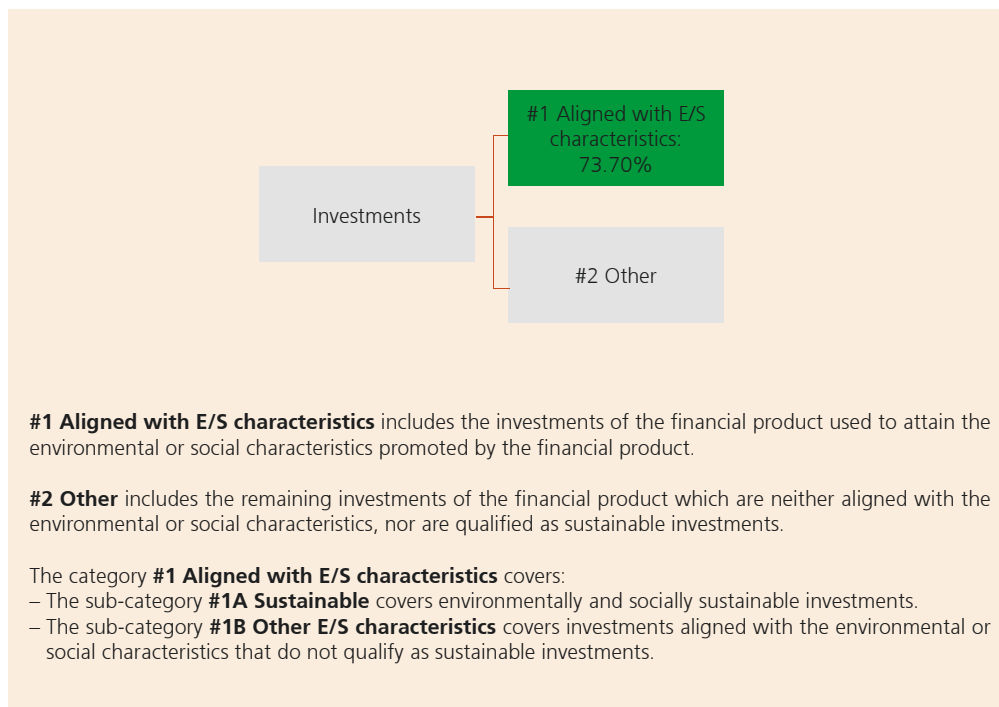 #1 Aligned with E/S
characteristics:
73.70%
Investments
#2 Other
#1 Aligned with E/S characteristics includes the investments of the financial product used to attain the
environmental or social characteristics promoted by the financial product.
#2 Other includes the remaining investments of the financial product which are neither aligned with the
environmental or social characteristics, nor are qualified as sustainable investments.
The category #1 Aligned with E/S characteristics covers:
– The sub-category #1A Sustainable covers environmentally and socially sustainable investments.
– The sub-category #1B Other E/S characteristics covers investments aligned with the environmental or
social characteristics that do not qualify as sustainable investments.